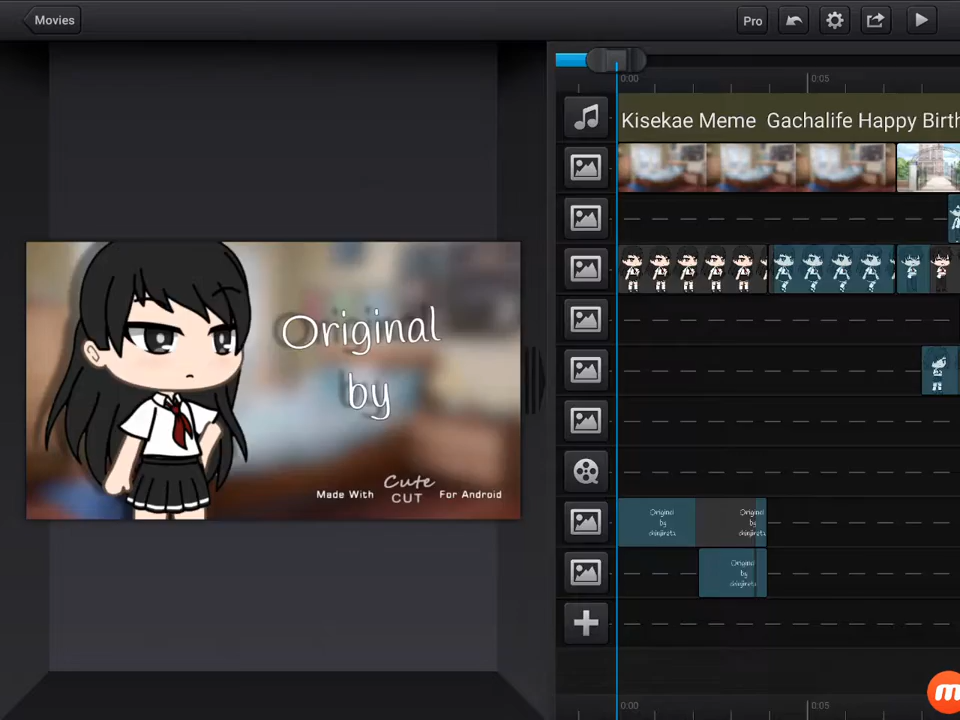 Movies
Pro
0:00
0:05
Kisekae Meme Gachalife Happy Birth
Original
by
Made With Cute CUT For Android
Original
by
Original
by
Original
by
0:00
0:05
m